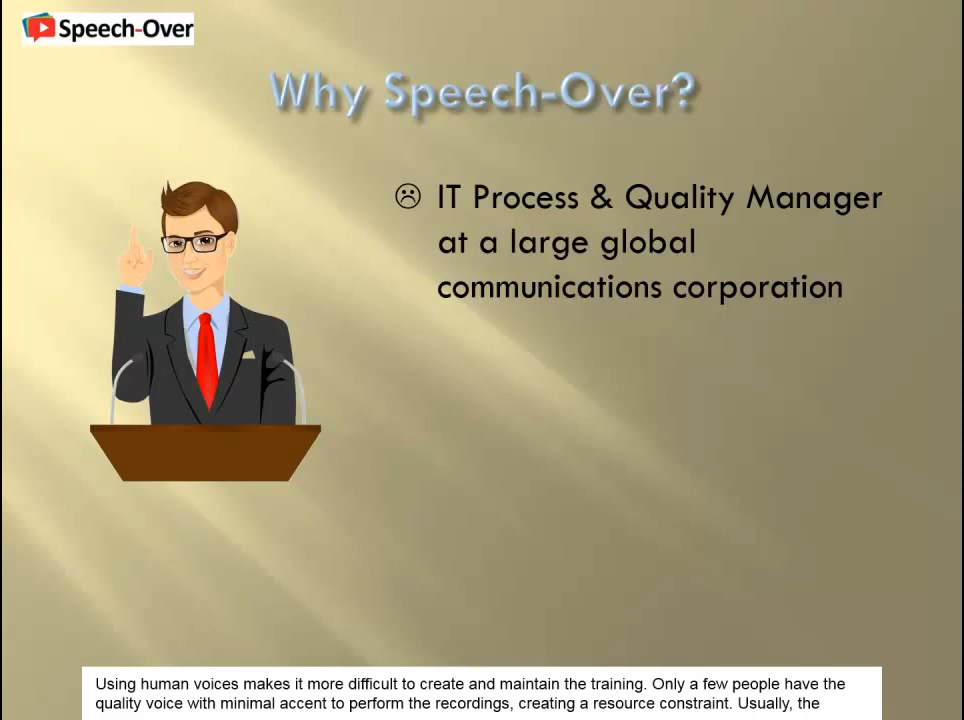 Speech-Over
Why Speech-Over?
☹ IT Process & Quality Manager
at a large global
communications corporation
Using human voices makes it more difficult to create and maintain the training. Only a few people have the
quality voice with minimal accent to perform the recordings, creating a resource constraint. Usually, the